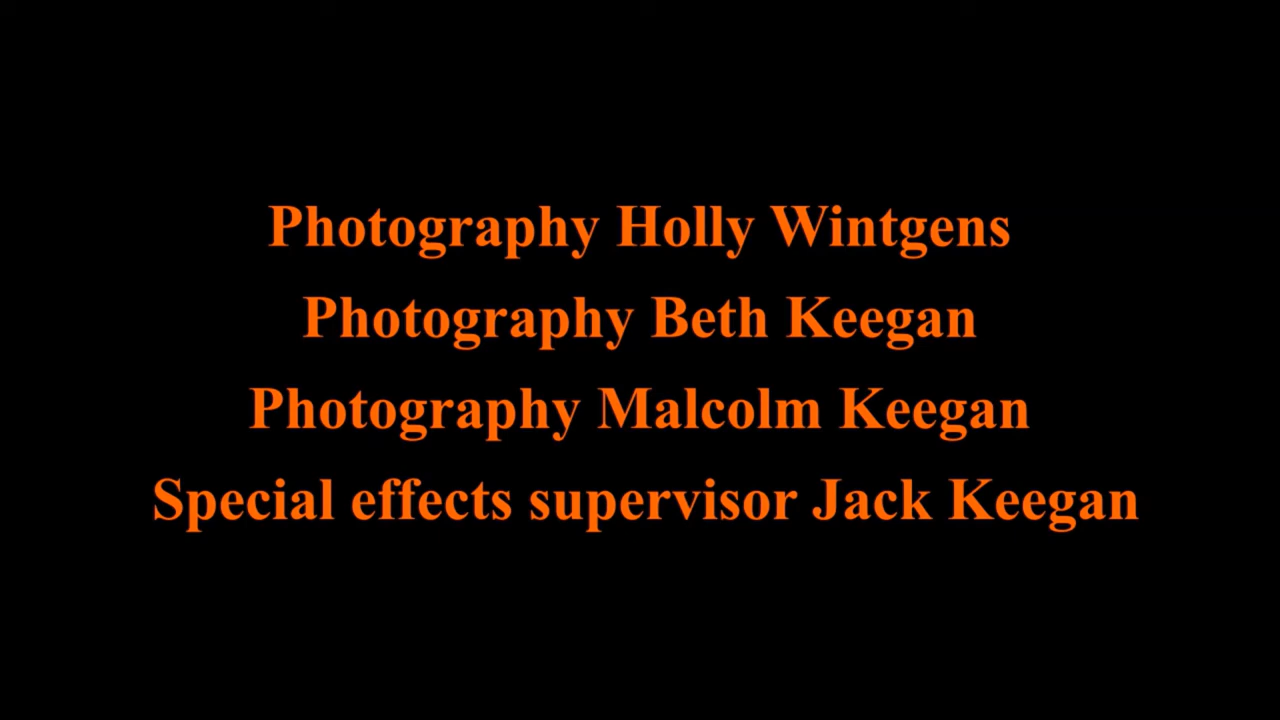 Photography Holly Wintgens
Photography Beth Keegan
Photography Malcolm Keegan
Special effects supervisor Jack Keegan